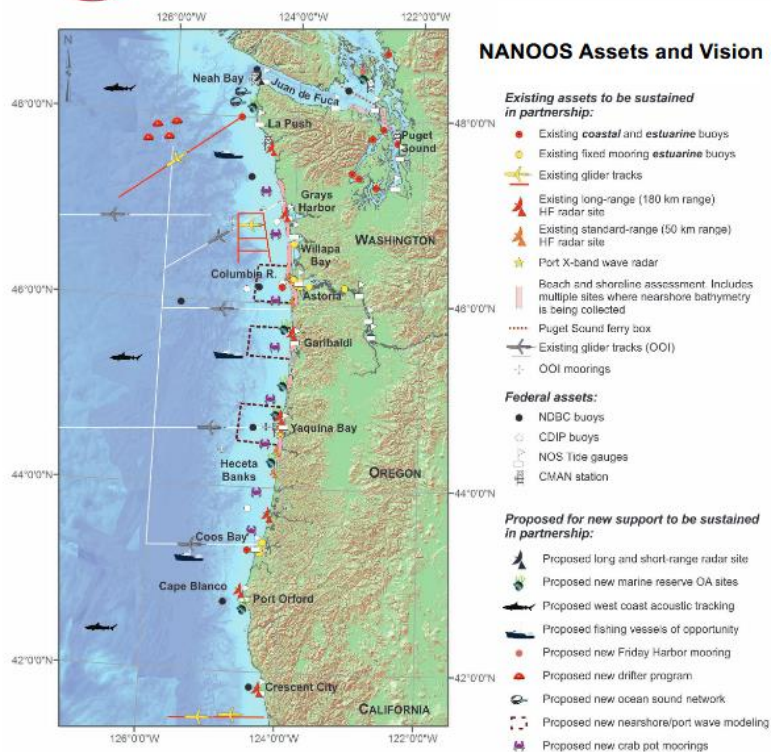 126°0'0"W
124°0'0"W
122°0'0"W
NANOOS Assets and Vision
N
Neah Bay
Juan de Fuca
48°0'0"N
48°0'0"N
La Push
Puget
Sound
Grays
Harbor
WASHINGTON
Willapa
Bay
Columbia R.
46°0'0"N
46°0'0"N
Astoria
Garibaldi
Yaquina Bay
Heceta
Banks
OREGON
44°0'0"N
44°0'0"N
Coos Bay
Cape Blanco
Port Orford
42°0'0"N
42°0'0"N
Crescent City
CALIFORNIA
126°0'0"W
124°0'0"W
122°0'0"W
Existing assets to be sustained
in partnership:
Existing coastal and estuarine buoys
Existing fixed mooring estuarine buoys
Existing glider tracks
Existing long-range (180 km range)
HF radar site
Existing standard-range (50 km range)
HF radar site
Port X-band wave radar
Beach and shoreline assessment. Includes
multiple sites where nearshore bathymetry
is being collected
Puget Sound ferry box
Existing glider tracks (OOI)
OOI moorings
Federal assets:
NDBC buoys
CDIP buoys
NOS Tide gauges
CMAN station
Proposed for new support to be sustained
in partnership:
Proposed long and short-range radar site
Proposed new marine reserve OA sites
Proposed west coast acoustic tracking
Proposed fishing vessels of opportunity
Proposed new Friday Harbor mooring
Proposed new drifter program
Proposed new ocean sound network
Proposed new nearshore/port wave modeling
Proposed new crab pot moorings